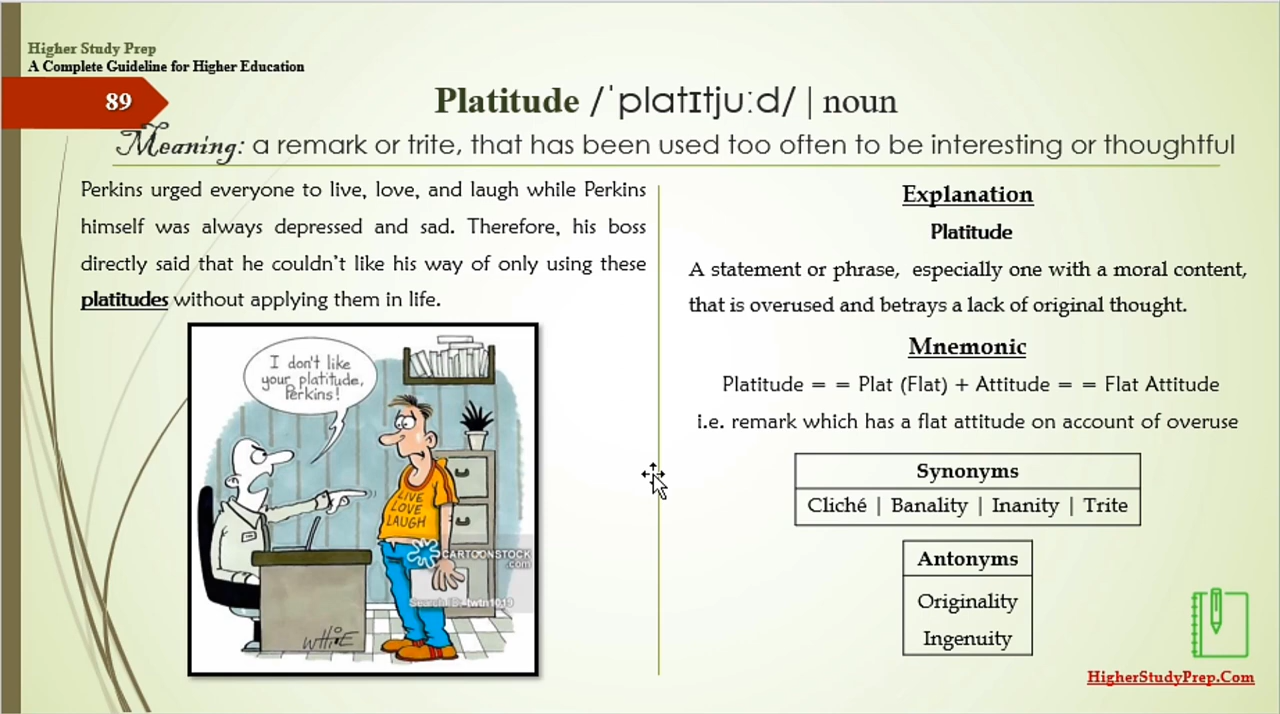 Higher Study Prep
A Complete Guideline for Higher Education
89
Platitude /ˈplatɪtjuːd/ | noun
Meaning: a remark or trite, that has been used too often to be interesting or thoughtful
Perkins urged everyone to live, love, and laugh while Perkins
himself was always depressed and sad. Therefore, his boss
directly said that he couldn't like his way of only using these
platitudes without applying them in life.
I don't like
your platitude,
Perkins!
LIVE
LOVE
LAUGH
CARTOONSTOCK
.com
Search ID: twtn1019
WHITE
Explanation
Platitude
A statement or phrase, especially one with a moral content,
that is overused and betrays a lack of original thought.
Mnemonic
Platitude = = Plat (Flat) + Attitude = = Flat Attitude
i.e. remark which has a flat attitude on account of overuse
Synonyms
Cliché | Banality | Inanity | Trite
Antonyms
Originality
Ingenuity
HigherStudyPrep.Com